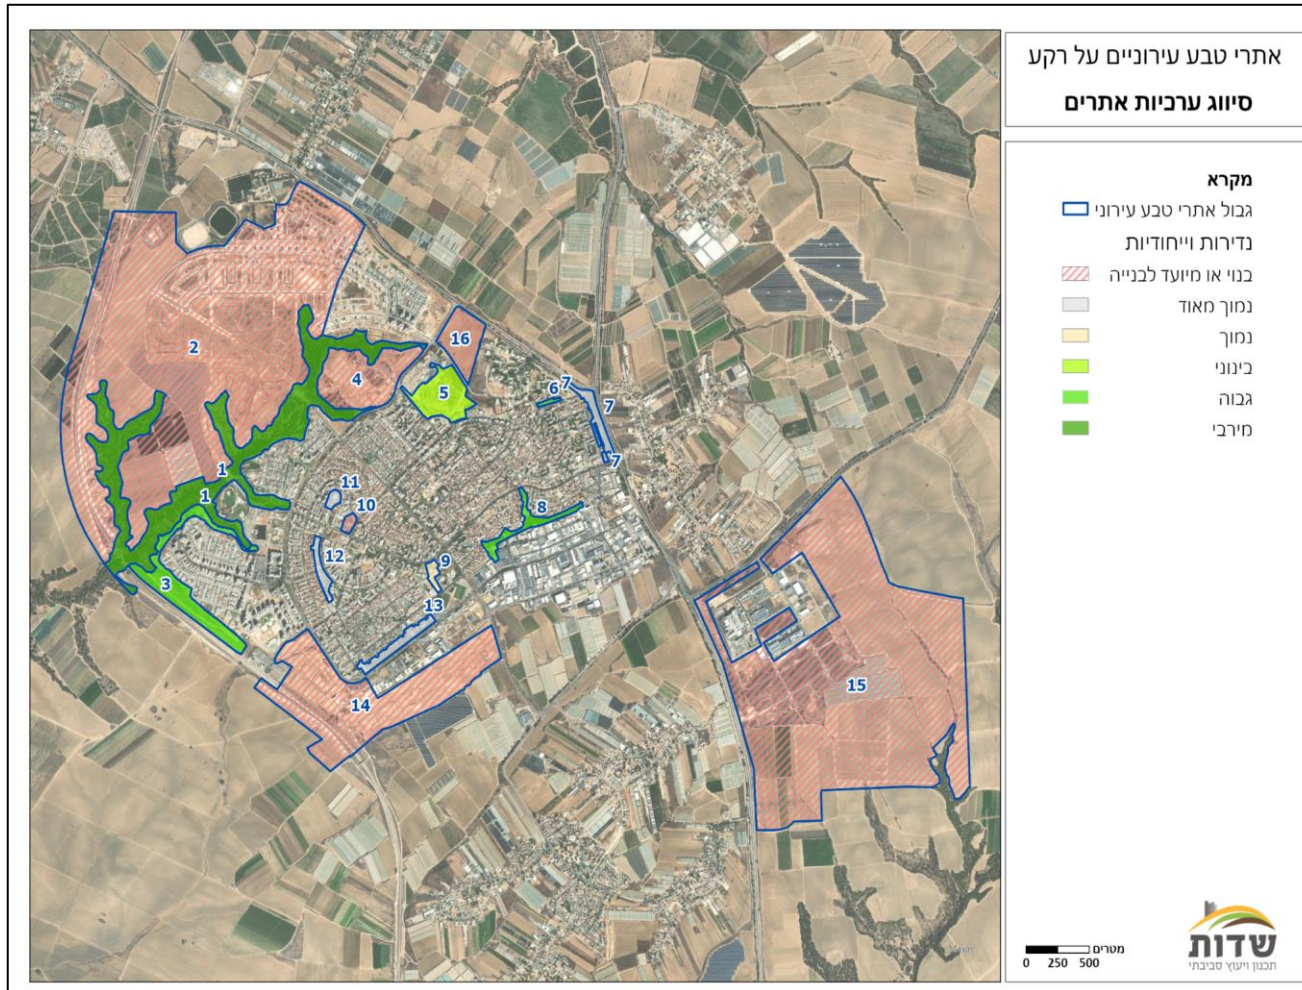 אתרי טבע עירוניים על רקע
סיווג ערכיות אתרים
מקרא
גבול אתרי טבע עירוני
נדירות וייחודיות
בנוי או מיועד לבנייה
נמוך מאוד
נמוך
בינוני
גבוה
מירבי
16
2
4
5
6
7
7
7
11
10
1
1
8
12
9
3
13
15
14
מטרים
0 250 500
שדות
תכנון ויעוץ סביבתי